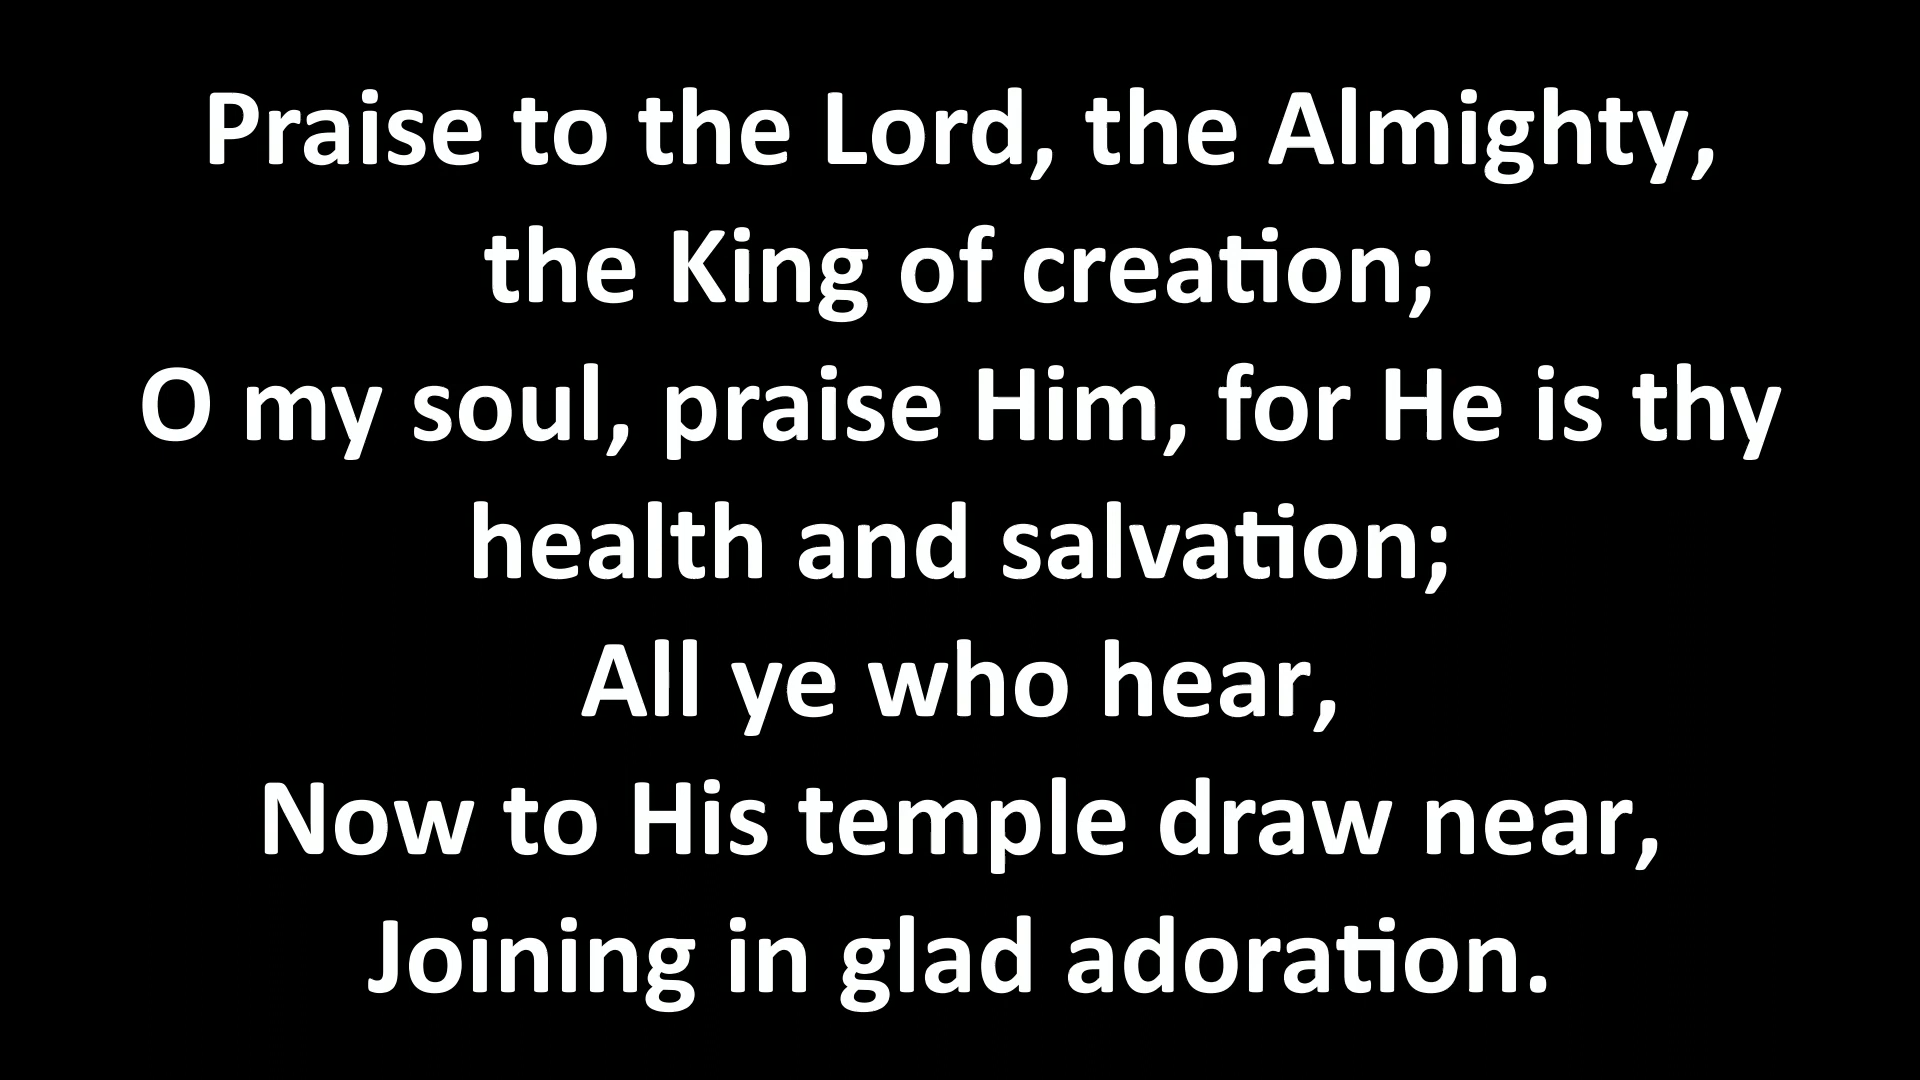 Praise to the Lord, the Almighty,
the King of creation;
O my soul, praise Him, for He is thy
health and salvation;
All ye who hear,
Now to His temple draw near,
Joining in glad adoration.